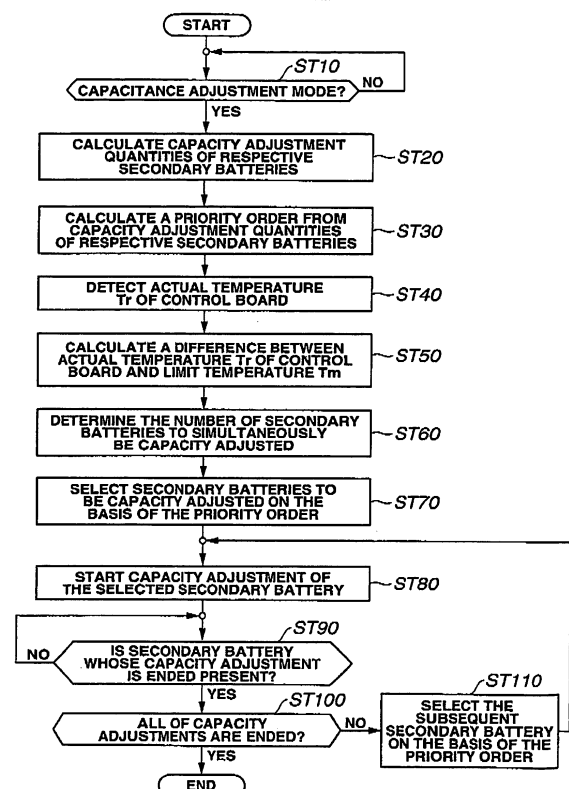 START
ST10
CAPACITANCE ADJUSTMENT MODE?
NO
YES
CALCULATE CAPACITY ADJUSTMENT
QUANTITIES OF RESPECTIVE
SECONDARY BATTERIES
ST20
CALCULATE A PRIORITY ORDER FROM
CAPACITY ADJUSTMENT QUANTITIES
OF RESPECTIVE SECONDARY BATTERIES
ST30
DETECT ACTUAL TEMPERATURE
Tr OF CONTROL BOARD
ST40
CALCULATE A DIFFERENCE BETWEEN
ACTUAL TEMPERATURE Tr OF CONTROL
BOARD AND LIMIT TEMPERATURE Tm
ST50
DETERMINE THE NUMBER OF SECONDARY
BATTERIES TO SIMULTANEOUSLY
BE CAPACITY ADJUSTED
ST60
SELECT SECONDARY BATTERIES TO
BE CAPACITY ADJUSTED ON THE
BASIS OF THE PRIORITY ORDER
ST70
START CAPACITY ADJUSTMENT OF
THE SELECTED SECONDARY BATTERY
ST80
ST90
NO
IS SECONDARY BATTERY
WHOSE CAPACITY ADJUSTMENT
IS ENDED PRESENT?
YES
ST100
ALL OF CAPACITY
ADJUSTMENTS ARE ENDED?
NO
YES
ST110
SELECT THE
SUBSEQUENT
SECONDARY BATTERY
ON THE BASIS OF THE
PRIORITY ORDER
END